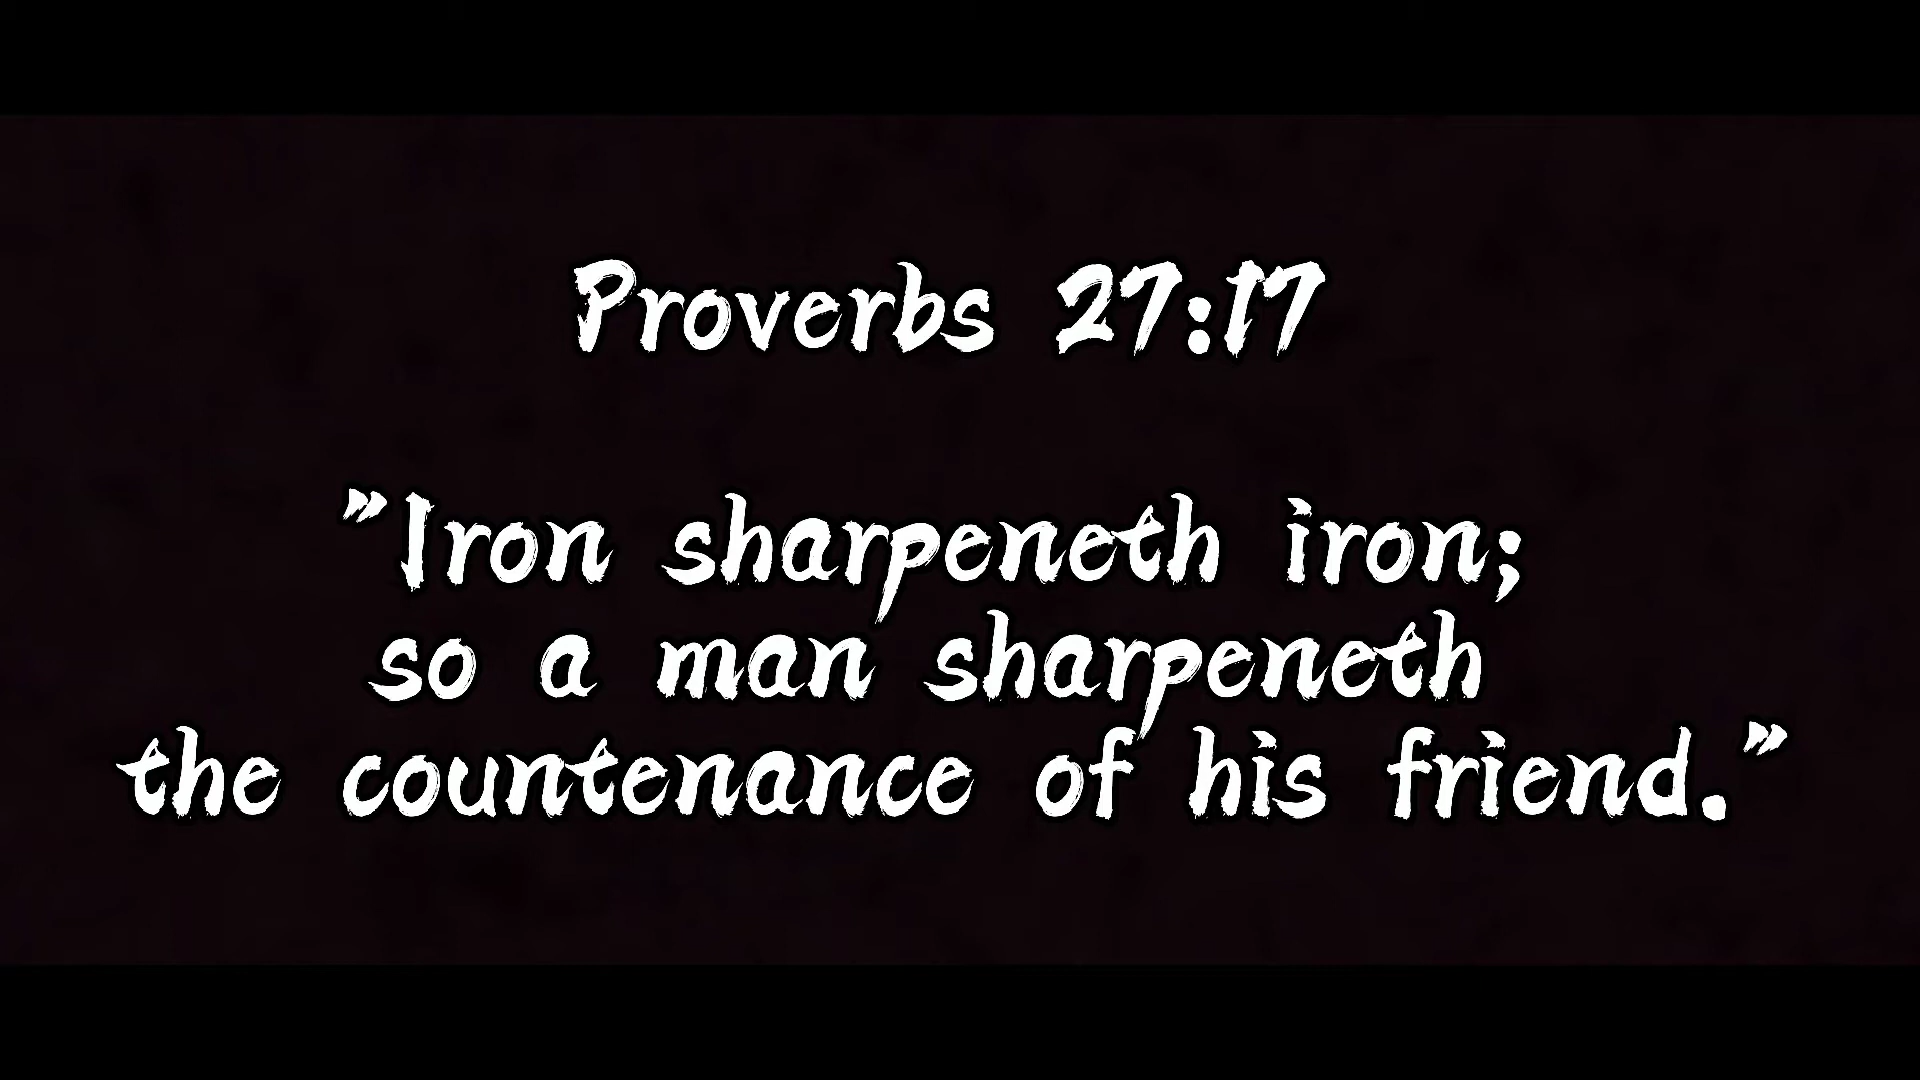 Proverbs 27:17
"Iron sharpeneth iron;
so a man sharpeneth
the countenance of his friend."